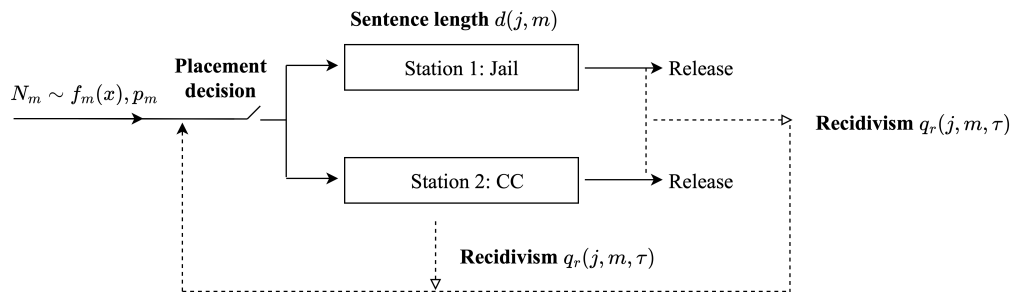 Sentence length d(j, m)
Placement
decision
N_m ∼ f_m(x), p_m
Station 1: Jail
Release
Recidivism q_r(j, m, τ)
Station 2: CC
Release
Recidivism q_r(j, m, τ)